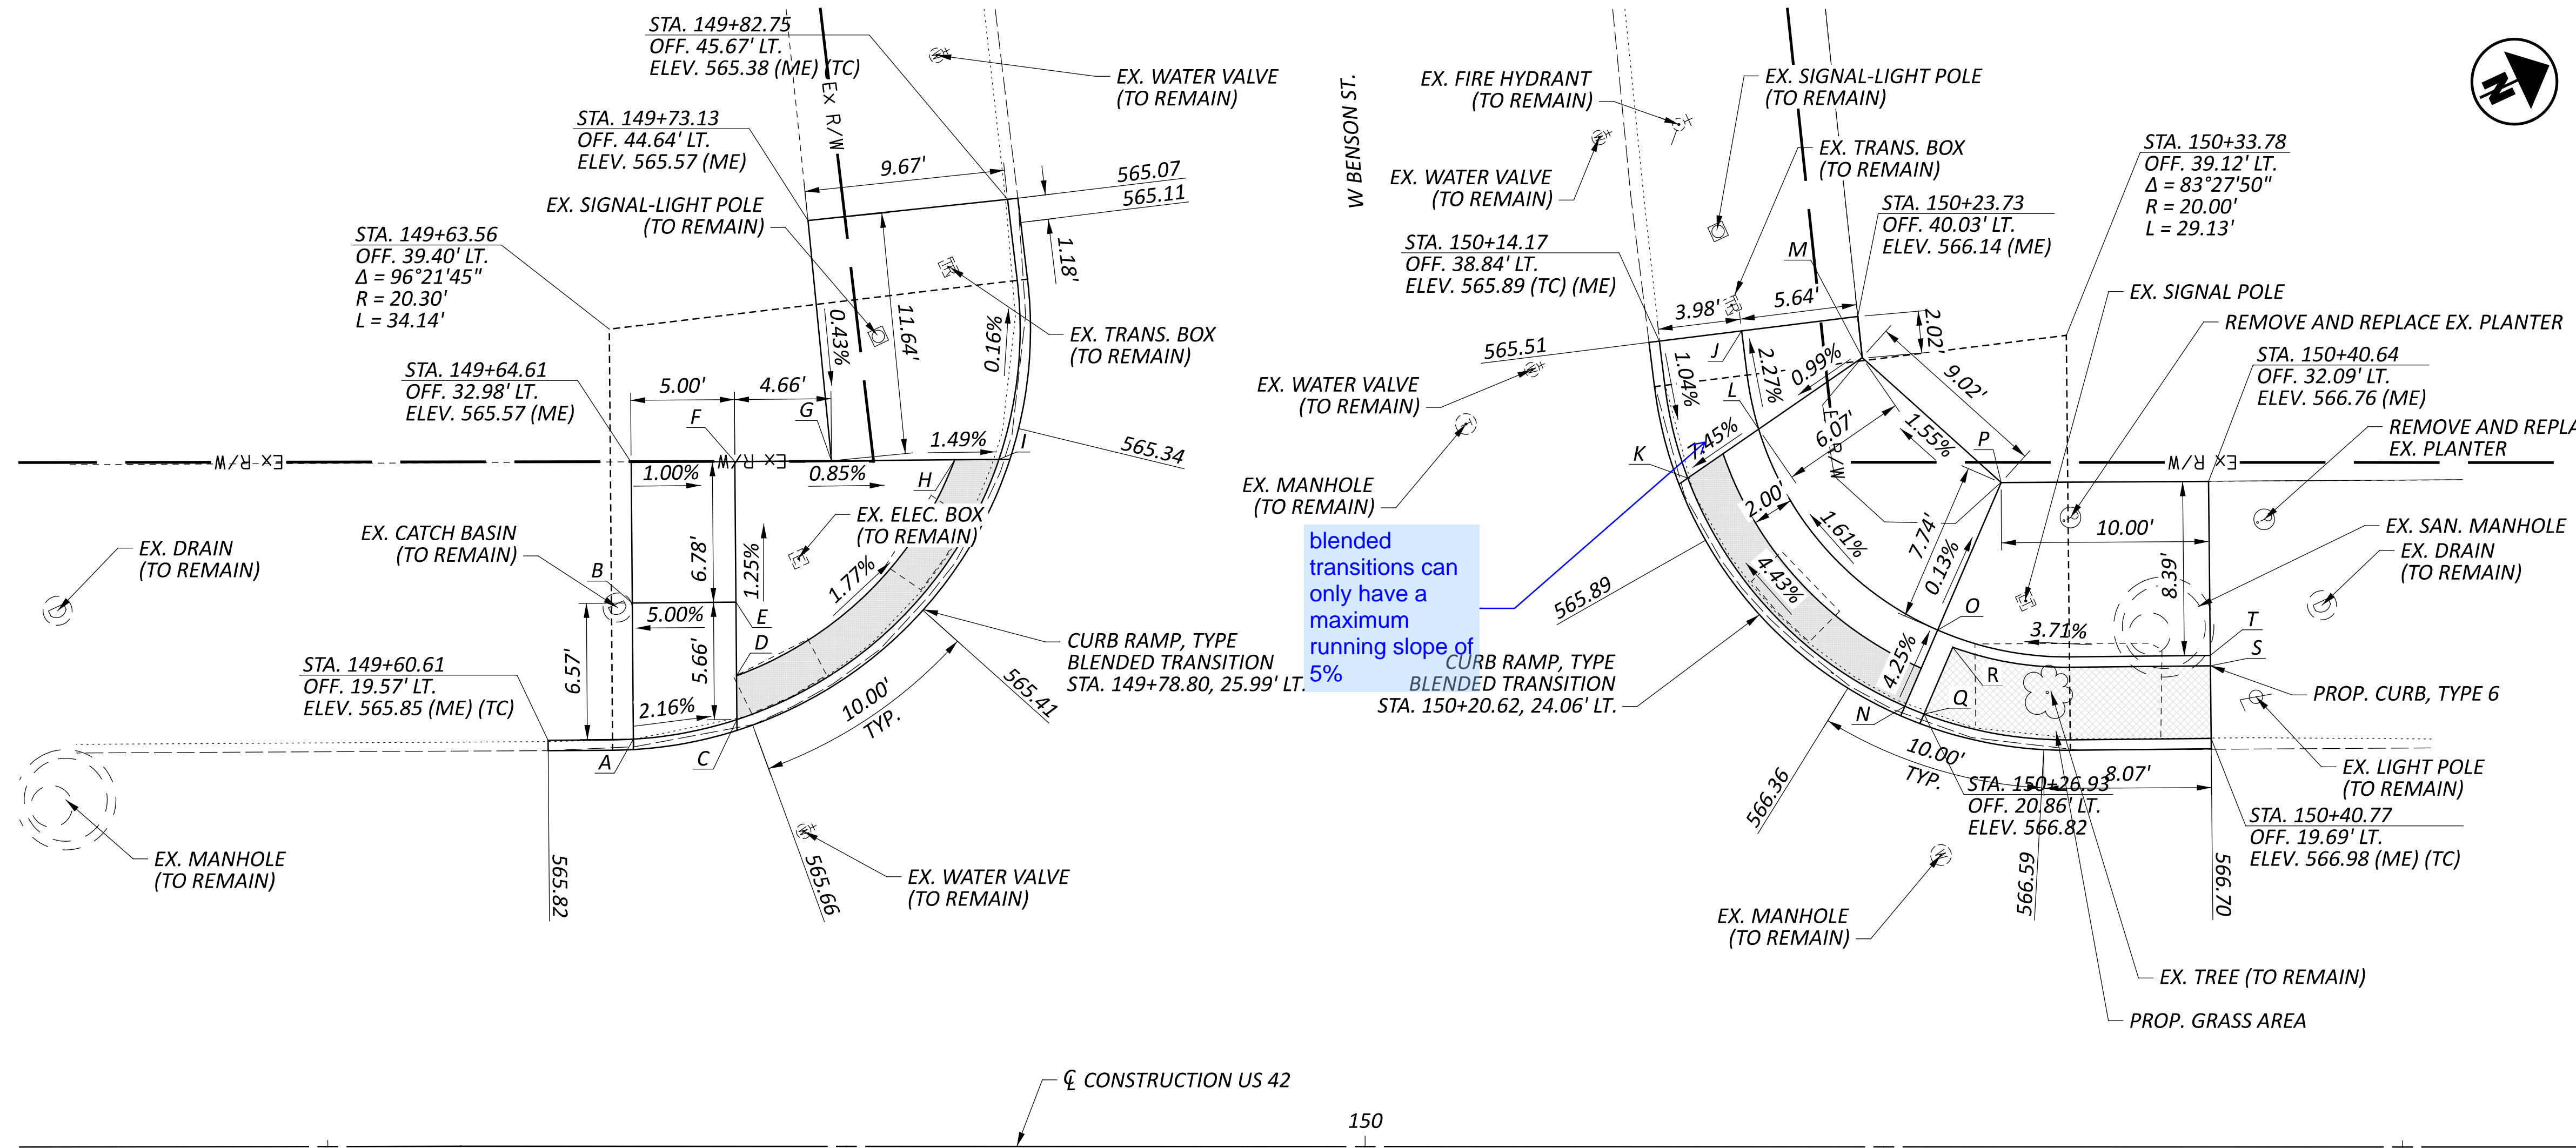 STA. 149+82.75
OFF. 45.67' LT.
ELEV. 565.38 (ME) (TC)
EX. WATER VALVE
(TO REMAIN)
Ex R/W
STA. 149+73.13
OFF. 44.64' LT.
ELEV. 565.57 (ME)
9.67'
565.07
565.11
EX. SIGNAL-LIGHT POLE
(TO REMAIN)
STA. 149+63.56
OFF. 39.40' LT.
Δ = 96°21'45"
R = 20.30'
L = 34.14'
1.18'
TR
0.43%
11.64'
0.16%
EX. TRANS. BOX
(TO REMAIN)
STA. 149+64.61
OFF. 32.98' LT.
ELEV. 565.57 (ME)
5.00'
4.66'
F
G
1.49%
I
565.34
Ex R/W
Ex R/W
1.00%
0.85%
H
EX. CATCH BASIN
(TO REMAIN)
EX. DRAIN
(TO REMAIN)
B
6.78'
1.25%
EX. ELEC. BOX
(TO REMAIN)
E
1.77%
5.00%
E
D
6.57'
5.66'
CURB RAMP, TYPE
BLENDED TRANSITION
STA. 149+78.80, 25.99' LT.
STA. 149+60.61
OFF. 19.57' LT.
ELEV. 565.85 (ME) (TC)
2.16%
10.00'
TYP.
565.41
A
C
EX. MANHOLE
(TO REMAIN)
565.82
565.66
W
EX. WATER VALVE
(TO REMAIN)
W BENSON ST.
EX. FIRE HYDRANT
(TO REMAIN)
EX. SIGNAL-LIGHT POLE
(TO REMAIN)
N
EX. WATER VALVE
(TO REMAIN)
EX. TRANS. BOX
(TO REMAIN)
STA. 150+33.78
OFF. 39.12' LT.
Δ = 83°27'50"
R = 20.00'
L = 29.13'
STA. 150+14.17
OFF. 38.84' LT.
ELEV. 565.89 (TC) (ME)
M
STA. 150+23.73
OFF. 40.03' LT.
ELEV. 566.14 (ME)
EX. SIGNAL POLE
REMOVE AND REPLACE EX. PLANTER
3.98'
5.64'
2.02'
TR
565.51
J
1.04%
2.27%
0.99%
9.02'
STA. 150+40.64
OFF. 32.09' LT.
ELEV. 566.76 (ME)
EX. WATER VALVE
(TO REMAIN)
L
6.07'
1.55%
P
REMOVE AND REPLA
EX. PLANTER
K
7.45%
Ex R/W
Ex R/W
EX. MANHOLE
(TO REMAIN)
2.00'
1.61%
7.74'
10.00'
8.39'
EX. SAN. MANHOLE
EX. DRAIN
(TO REMAIN)
blended
transitions can
only have a
maximum
running slope of
5%
565.89
4.43%
0.13%
O
3.71%
T
S
CURB RAMP, TYPE
BLENDED TRANSITION
STA. 150+20.62, 24.06' LT.
4.25%
R
Q
N
PROP. CURB, TYPE 6
566.36
10.00'
TYP.
8.07'
STA. 150+26.93
OFF. 20.86' LT.
ELEV. 566.82
EX. LIGHT POLE
(TO REMAIN)
STA. 150+40.77
OFF. 19.69' LT.
ELEV. 566.98 (ME) (TC)
566.59
566.70
EX. MANHOLE
(TO REMAIN)
EX. TREE (TO REMAIN)
PROP. GRASS AREA
℄ CONSTRUCTION US 42
150